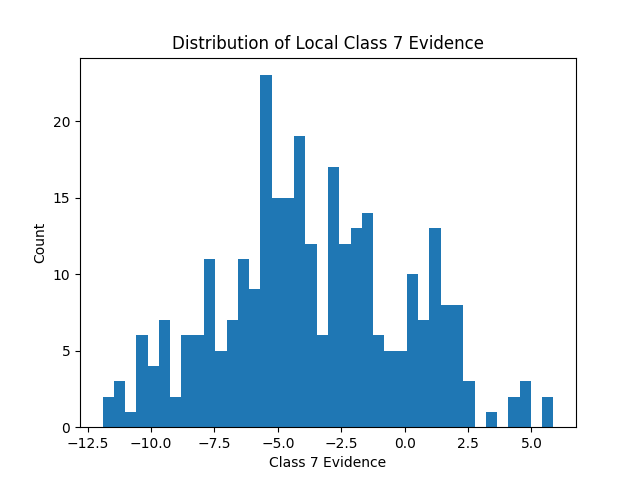 Distribution of Local Class 7 Evidence
Count
20
15
10
5
0
−12.5 −10.0 −7.5 −5.0 −2.5 0.0 2.5 5.0
Class 7 Evidence